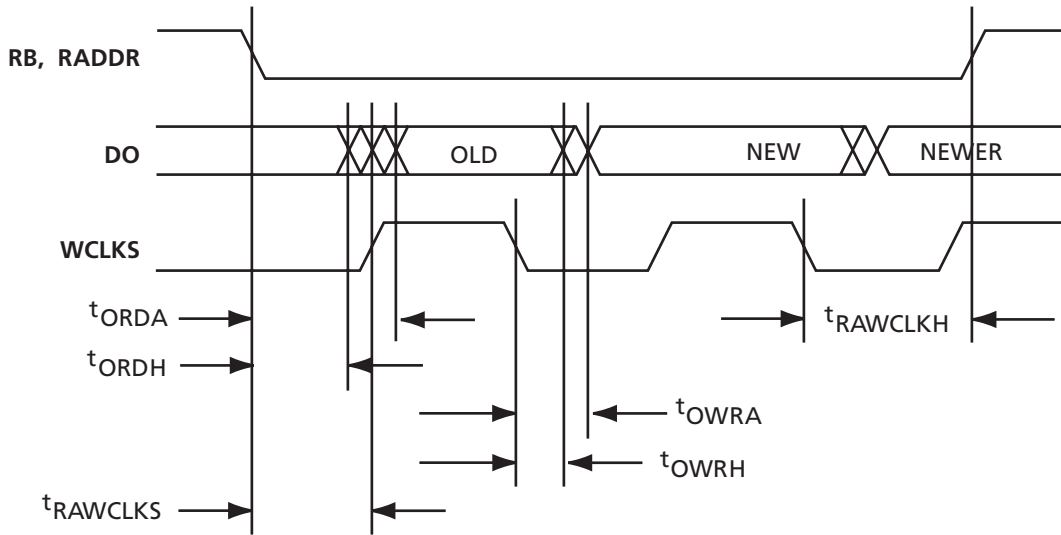 RB, RADDR
DO
OLD
NEW
NEWER
WCLKS
tORDA
tRAWCLKH
tORDH
tOWRA
tOWRH
tRAWCLKS